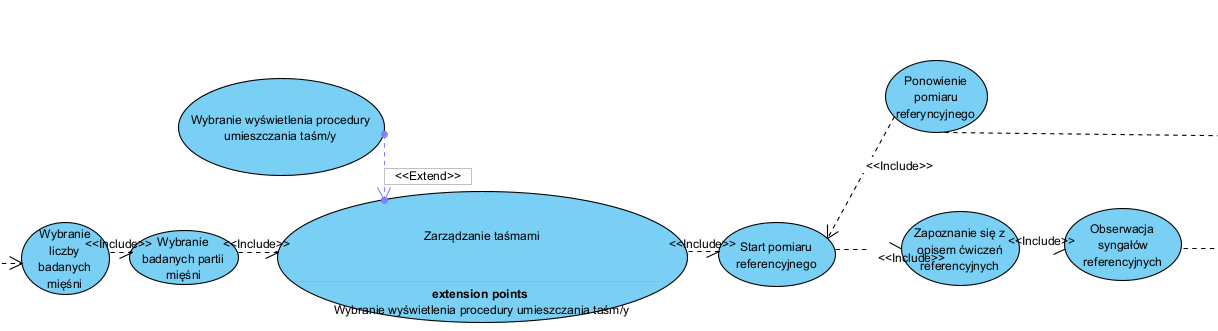 Ponowienie
pomiaru
referyncyjnego
Wybranie wyświetlenia procedury
umieszczania taśm/y
<<Include>>
<<Extend>>
Wybranie
liczby
badanych
mięśni
<<Include>>
Wybranie
badanych partii
mięśni
<<Include>>
Zarządzanie taśmami
extension points
Wybranie wyświetlenia procedury umieszczania taśm/y
<<Include>>
Start pomiaru
referencyjnego
<<Include>>
Zapoznanie się z
opisem ćwiczeń
referencyjnych
<<Include>>
Obserwacja
syngałów
referencyjnych